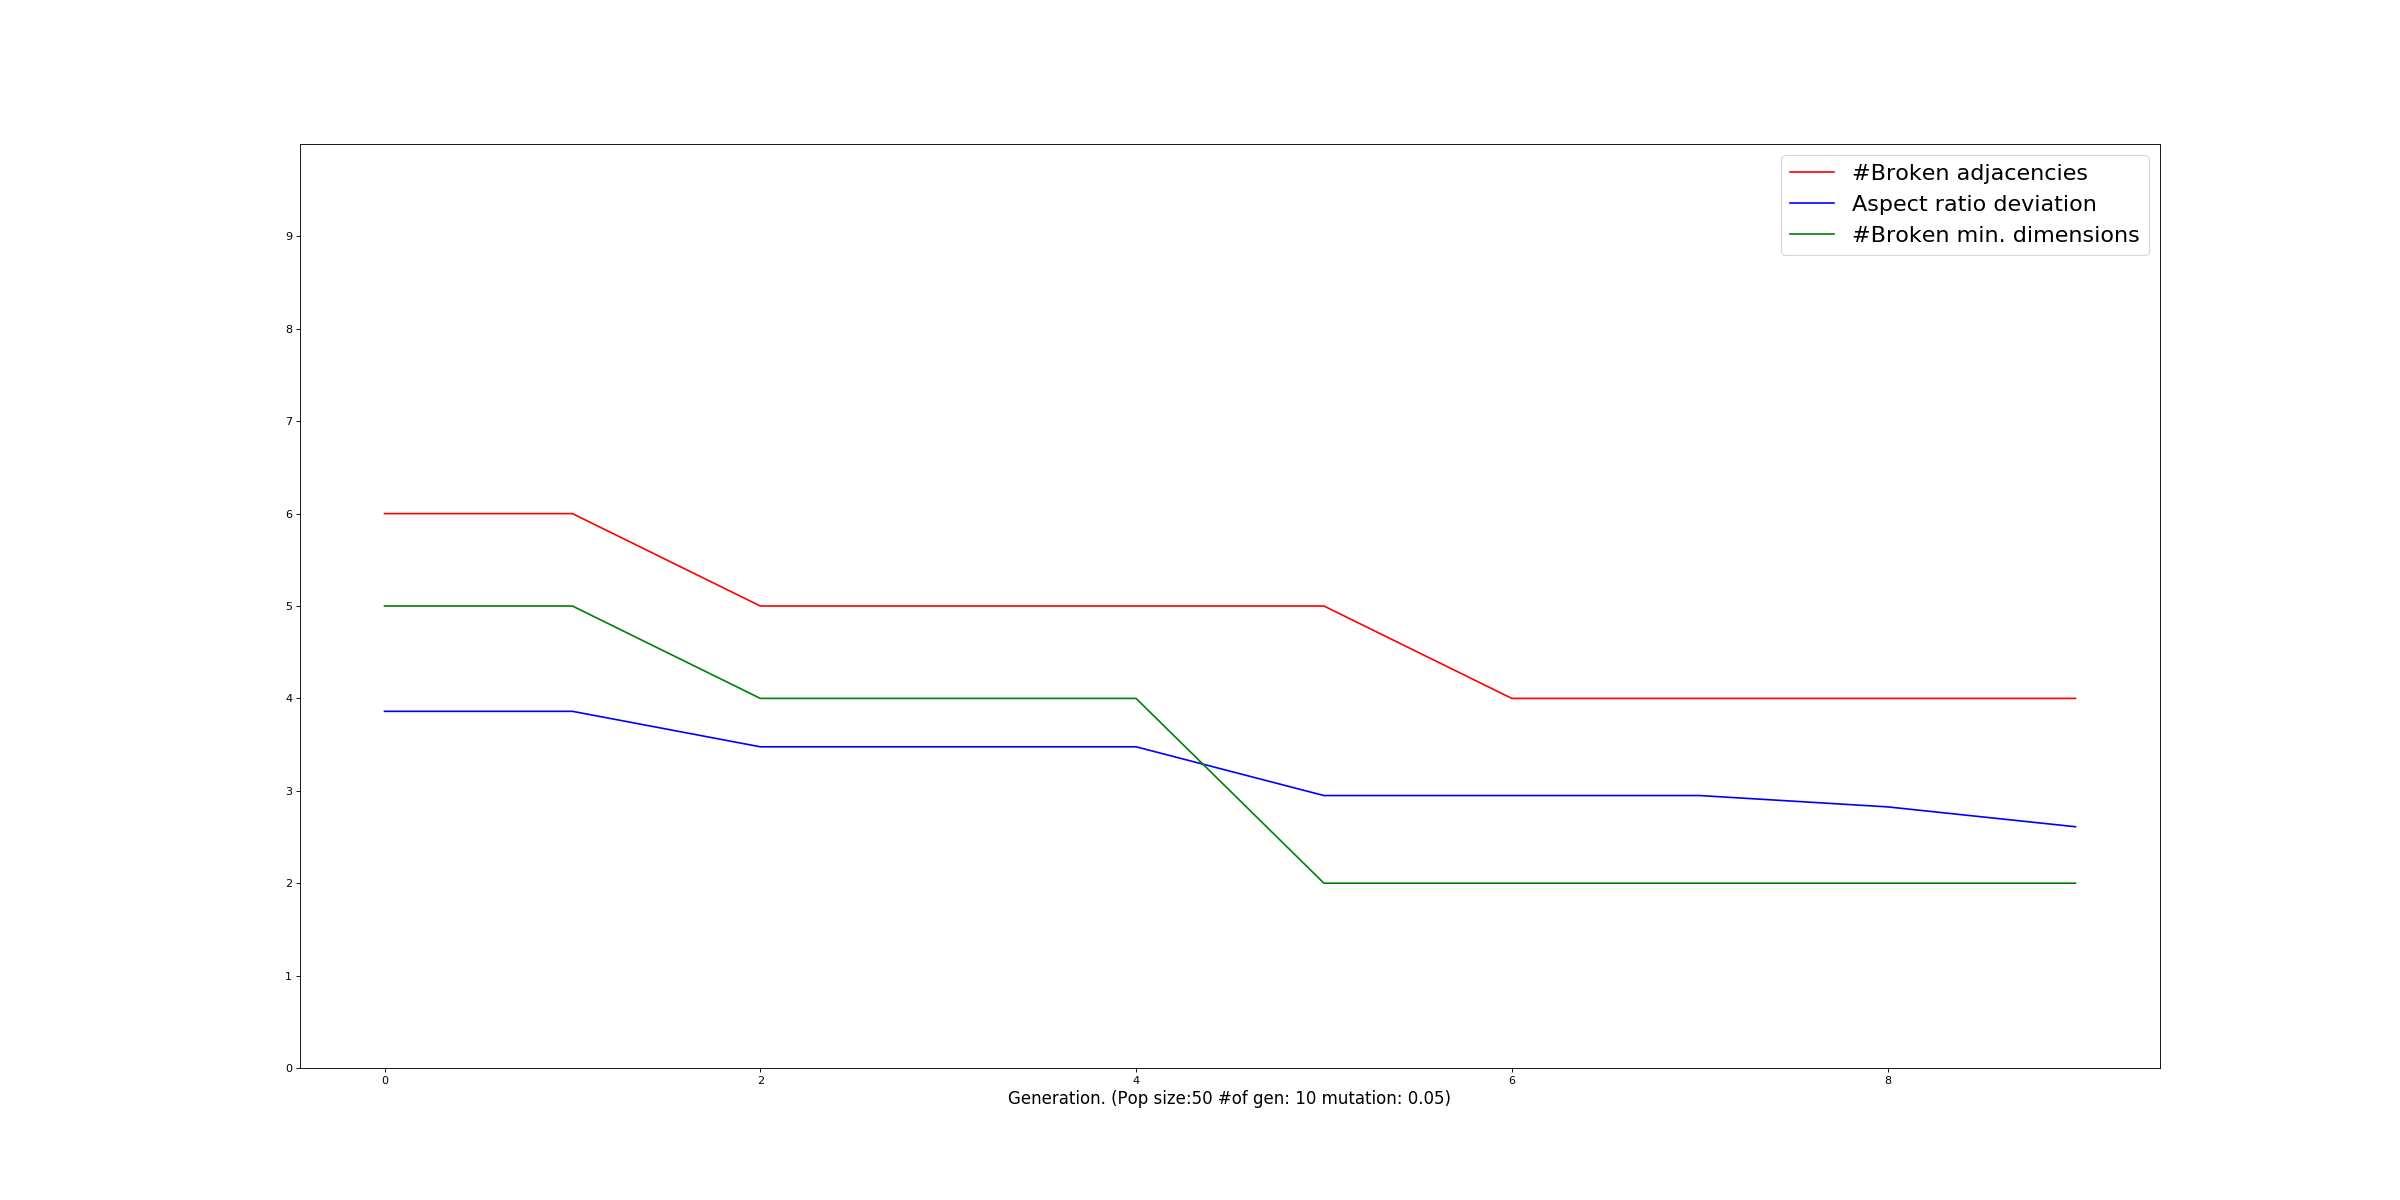 #Broken adjacencies
Aspect ratio deviation
#Broken min. dimensions
9
8
7
6
5
4
3
2
1
0
0 2 4 6 8
Generation. (Pop size:50 #of gen: 10 mutation: 0.05)